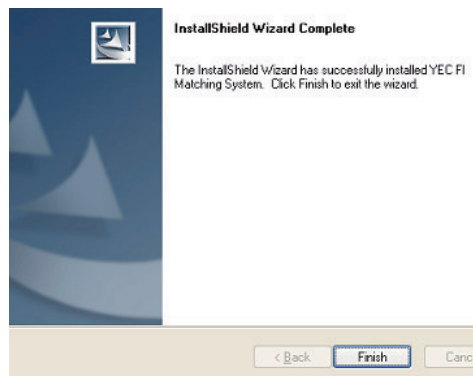 InstallShield Wizard Complete
The InstallShield Wizard has successfully installed YEC FI
Matching System. Click Finish to exit the wizard.
< Back
Finish
Canc